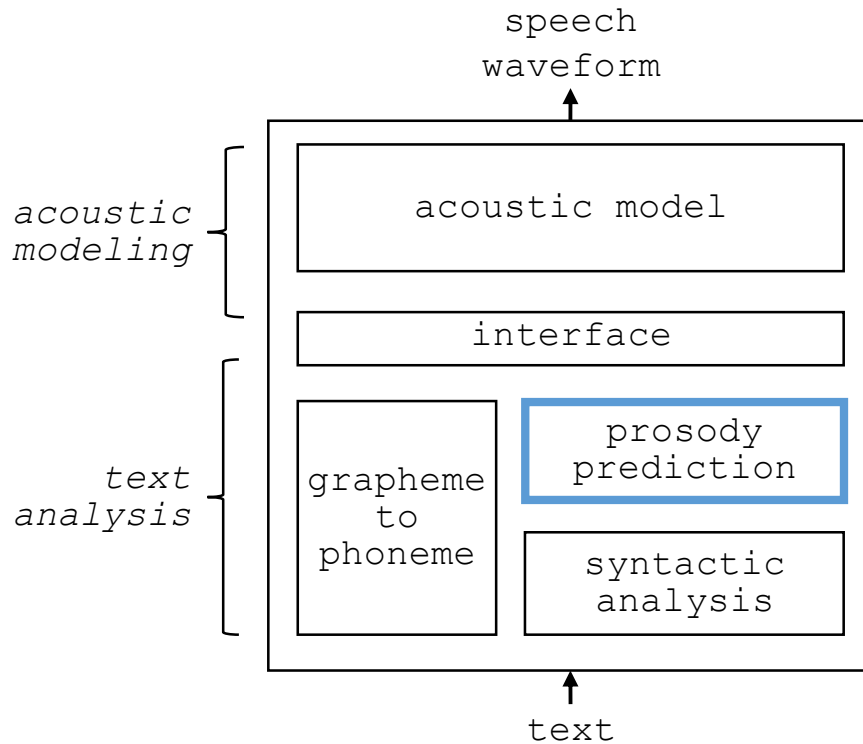 speech
waveform
acoustic
modeling
acoustic model
interface
text
analysis
grapheme
to
phoneme
prosody
prediction
syntactic
analysis
text